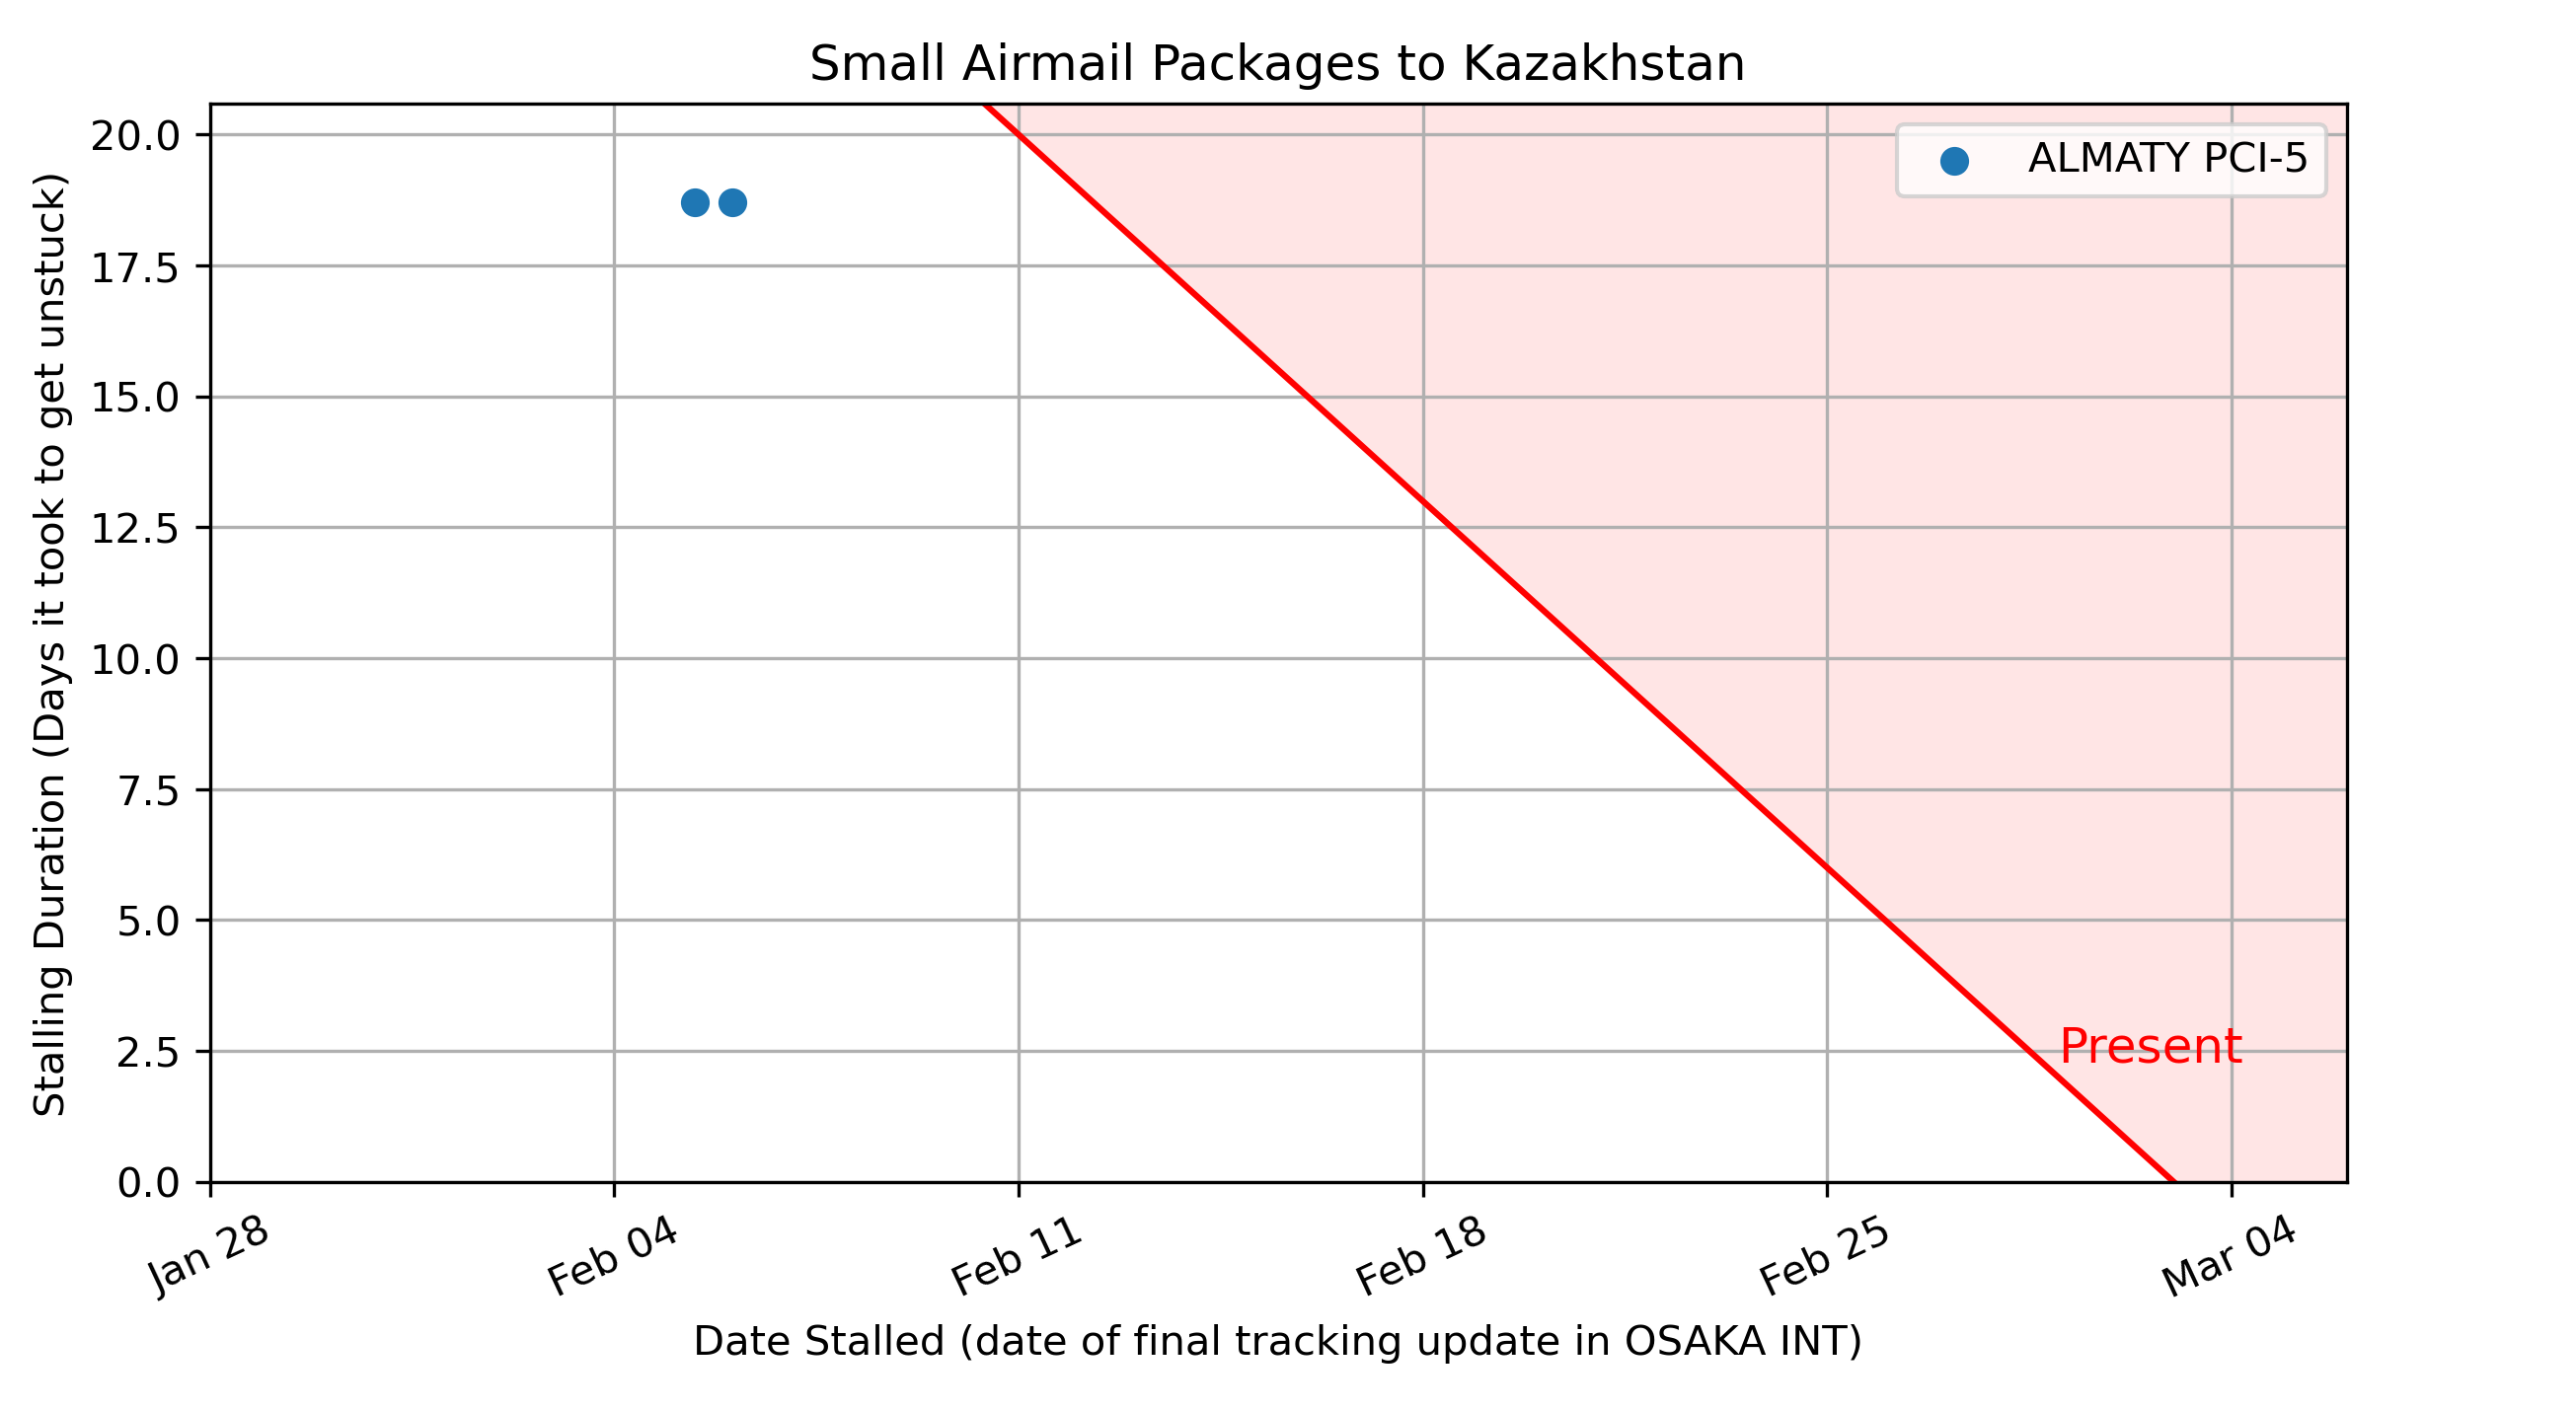 Small Airmail Packages to Kazakhstan
ALMATY PCI-5
Stalling Duration (Days it took to get unstuck)
20.0
17.5
15.0
12.5
10.0
7.5
5.0
2.5
0.0
Present
Jan 28
Feb 04
Feb 11
Feb 18
Feb 25
Mar 04
Date Stalled (date of final tracking update in OSAKA INT)